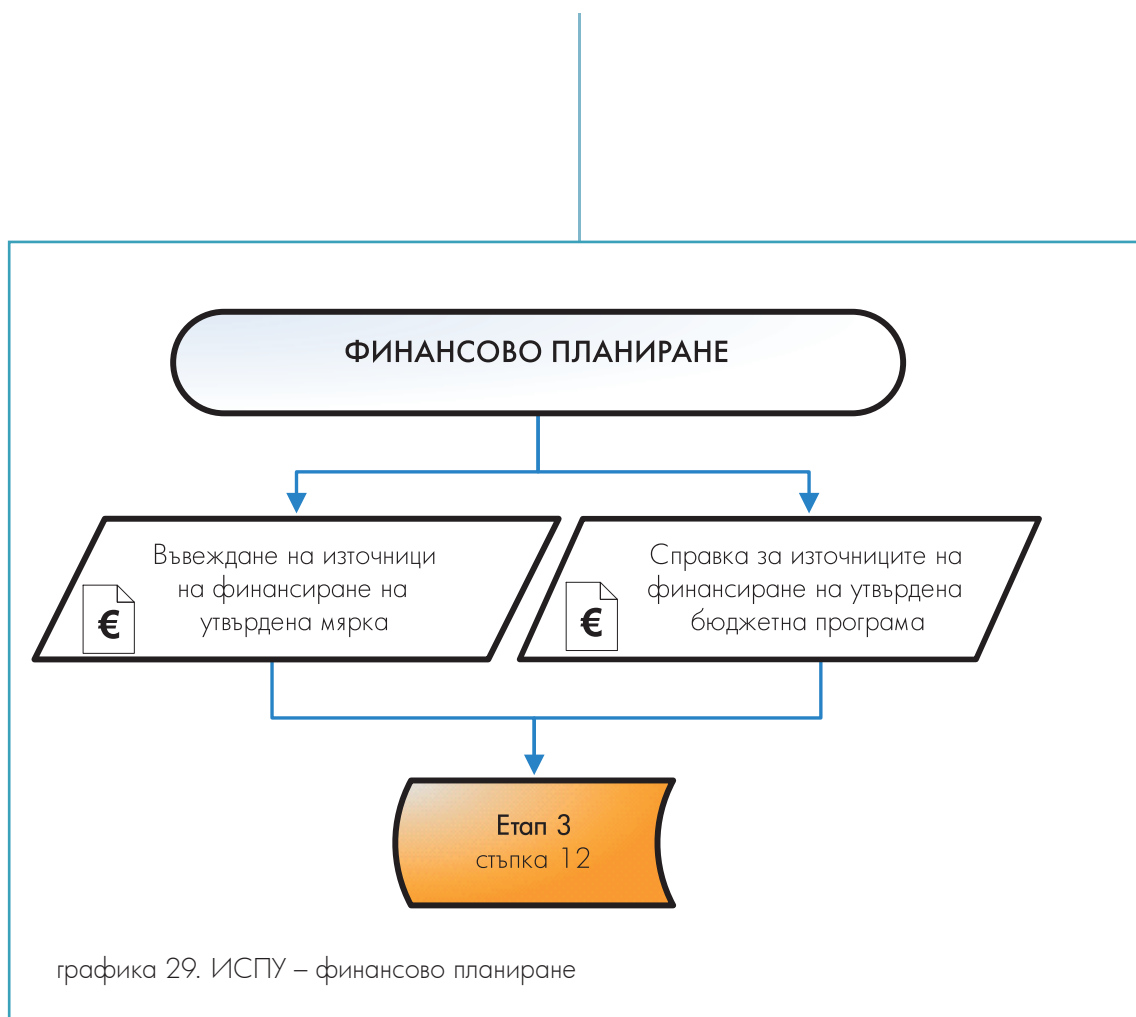 ФИНАНСОВО ПЛАНИРАНЕ
Въвеждане на източници
на финансиране на
утвърдена мярка
€
Справка за източниците на
финансиране на утвърдена
бюджетна програма
€
Етап 3
стъпка 12
графика 29. ИСПУ – финансово планиране